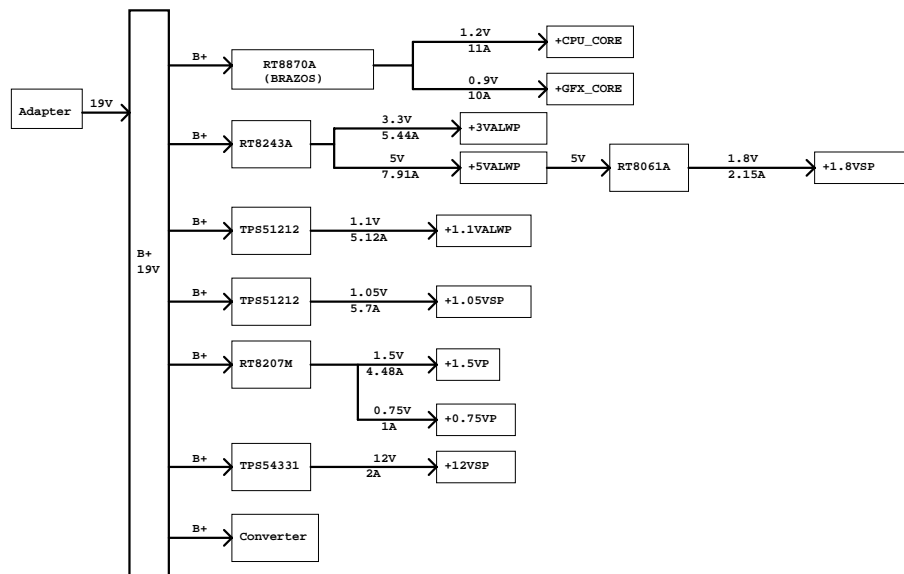 Adapter
19V
B+
19V
B+
RT8870A
(BRAZOS)
1.2V
11A
+CPU_CORE
0.9V
10A
+GFX_CORE
B+
RT8243A
3.3V
5.44A
+3VALWP
5V
7.91A
+5VALWP
5V
RT8061A
1.8V
2.15A
+1.8VSP
B+
TPS51212
1.1V
5.12A
+1.1VALWP
B+
TPS51212
1.05V
5.7A
+1.05VSP
B+
RT8207M
1.5V
4.48A
+1.5VP
0.75V
1A
+0.75VP
B+
TPS54331
12V
2A
+12VSP
B+
Converter